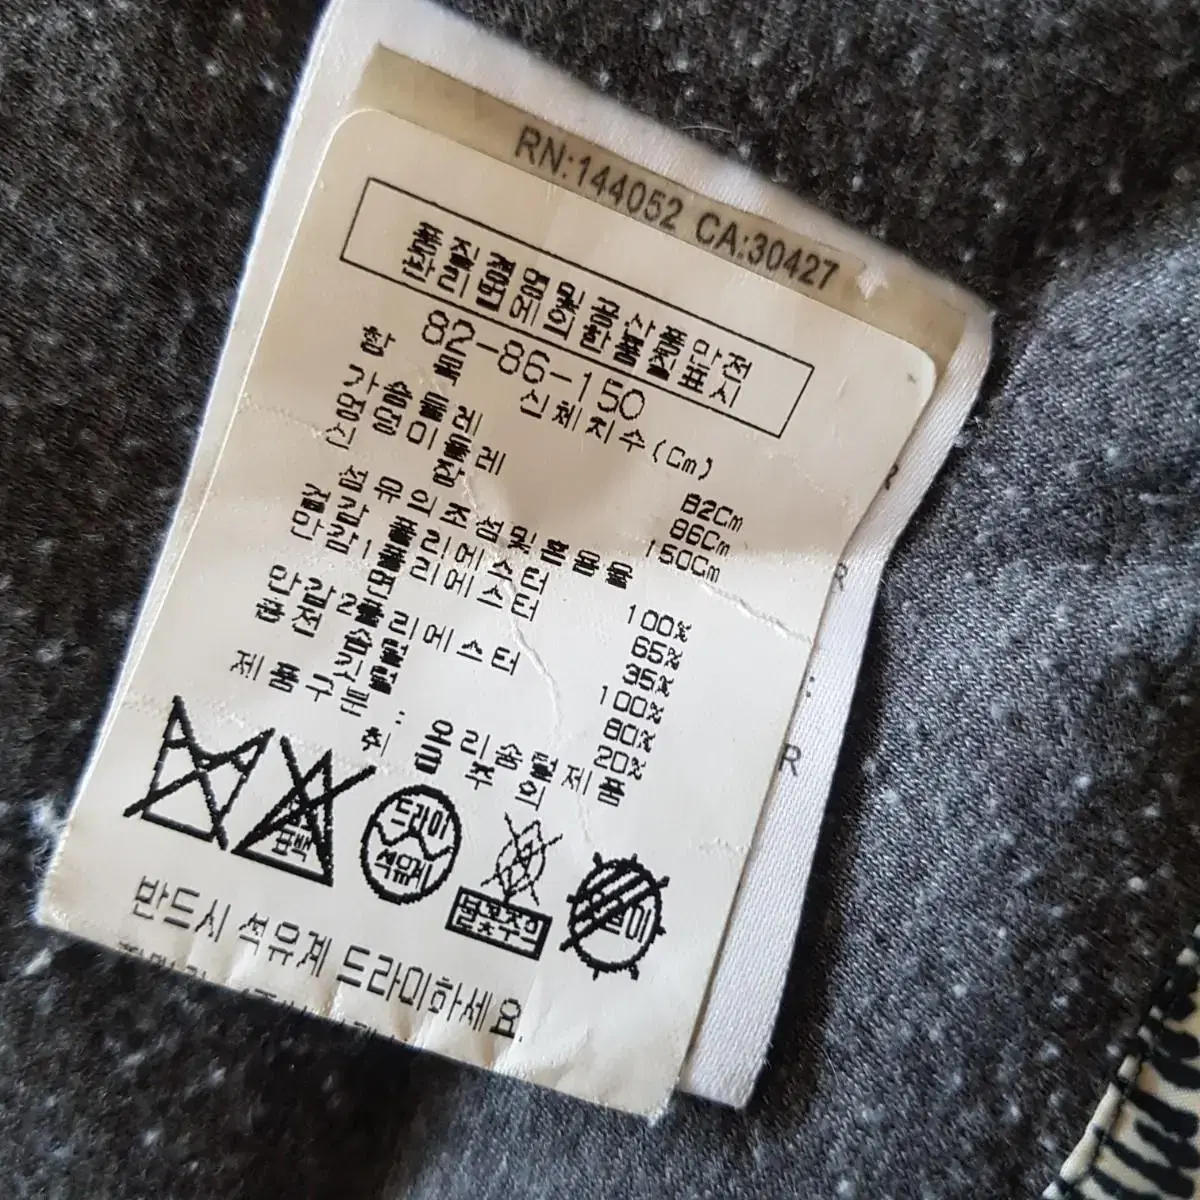 RN:144052 CA:30427
품질경영 및 공산품안전
관리법에 의한 품질표시
82-86-150
항 목 신체치수(Cm)
가슴둘레 82Cm
엉덩이둘레 86Cm
신 장 150Cm
섬유의조성및혼용율
겉감 폴리에스터 100%
안감1 폴리에스터 65%
면 35%
안감2 폴리에스터 100%
충전 솜털 80%
깃털 20%
제품구분 : 오리솜털제품
취 급 주 의
표백
드라이
석유계
R
R
R
반드시 석유계 드라이하세요.